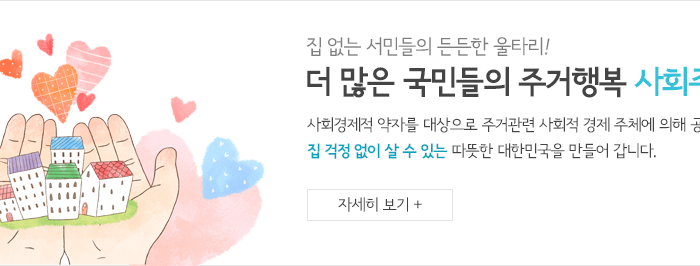 집 없는 서민들의 든든한 울타리!
더 많은 국민들의 주거행복 사회주
사회경제적 약자를 대상으로 주거관련 사회적 경제 주체에 의해 공
집 걱정 없이 살 수 있는 따뜻한 대한민국을 만들어 갑니다.
자세히 보기 +